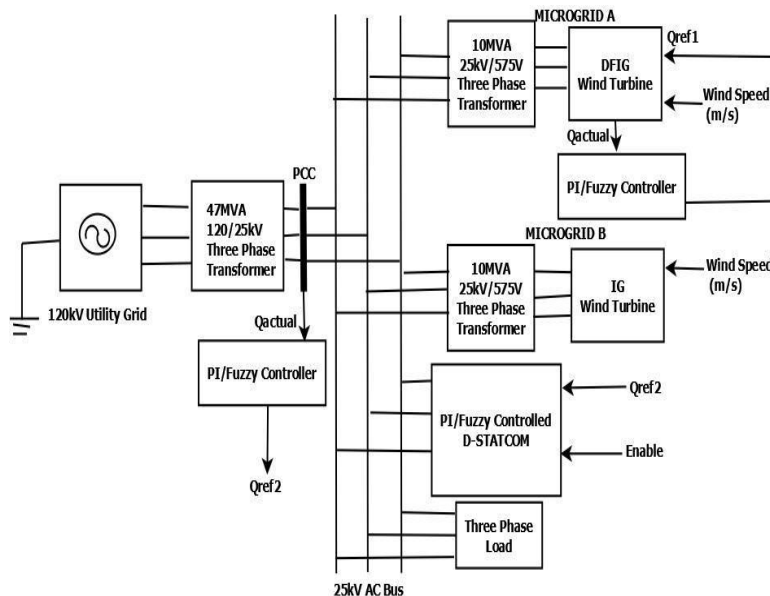 MICROGRID A
10MVA
25kV/575V
Three Phase
Transformer
DFIG
Wind Turbine
Qref1
Wind Speed
(m/s)
Qactual
PI/Fuzzy Controller
PCC
47MVA
120/25kV
Three Phase
Transformer
120kV Utility Grid
Qactual
PI/Fuzzy Controller
Qref2
MICROGRID B
10MVA
25kV/575V
Three Phase
Transformer
IG
Wind Turbine
Wind Speed
(m/s)
PI/Fuzzy Controlled
D-STATCOM
Qref2
Enable
Three Phase
Load
25kV AC Bus